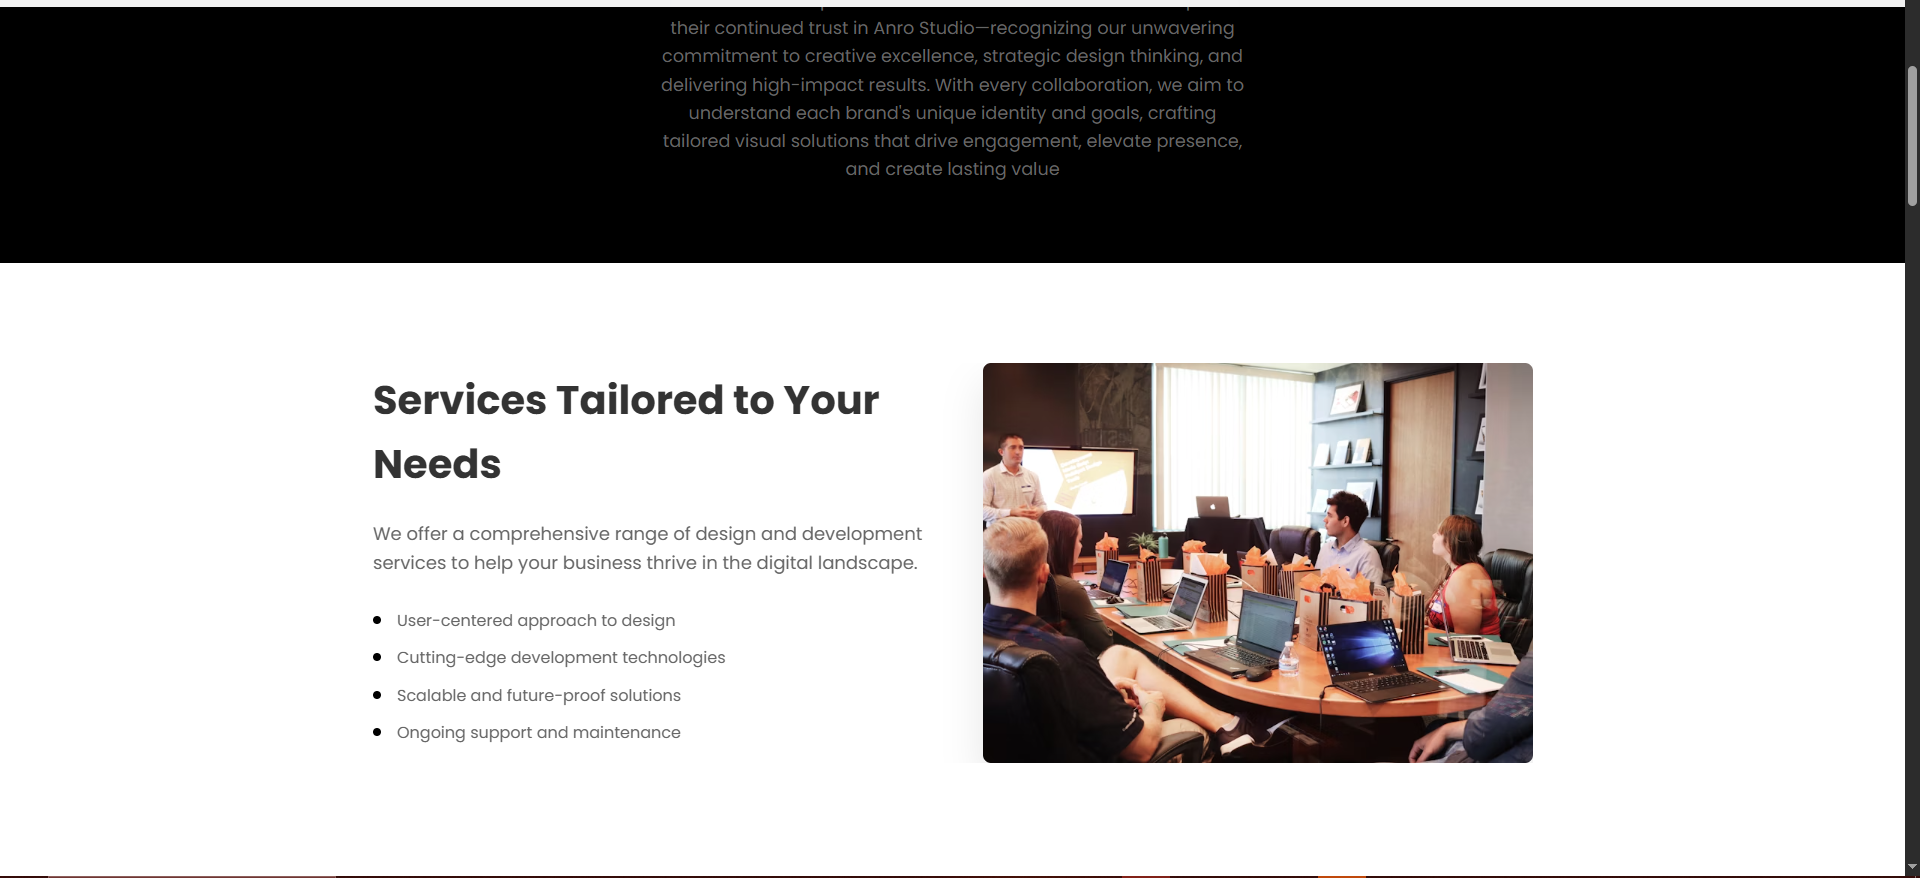 their continued trust in Anro Studio—recognizing our unwavering
commitment to creative excellence, strategic design thinking, and
delivering high-impact results. With every collaboration, we aim to
understand each brand's unique identity and goals, crafting
tailored visual solutions that drive engagement, elevate presence,
and create lasting value
Services Tailored to Your
Needs
We offer a comprehensive range of design and development
services to help your business thrive in the digital landscape.
User-centered approach to design
Cutting-edge development technologies
Scalable and future-proof solutions
Ongoing support and maintenance